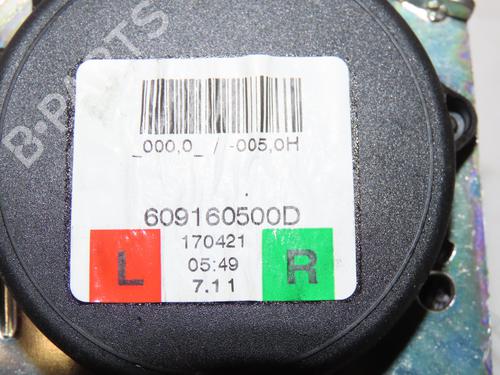 B-PARTS
_000,0_ / -005,0H
609160500D
170421
L
05:49
R
7.11